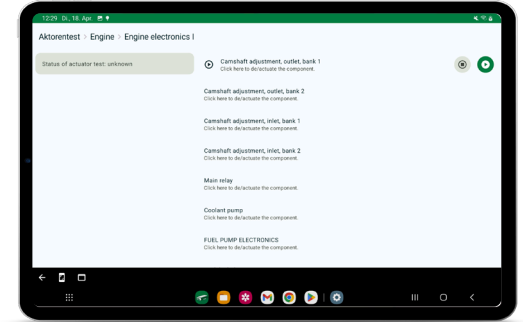 12:29 Di., 18. Apr.
Aktorentest > Engine > Engine electronics I
Status of actuator test: unknown
Camshaft adjustment, outlet, bank 1
Click here to de/actuate the component.
Camshaft adjustment, outlet, bank 2
Click here to de/actuate the component.
Camshaft adjustment, inlet, bank 1
Click here to de/actuate the component.
Camshaft adjustment, inlet, bank 2
Click here to de/actuate the component.
Main relay
Click here to de/actuate the component.
Coolant pump
Click here to de/actuate the component.
FUEL PUMP ELECTRONICS
Click here to de/actuate the component.